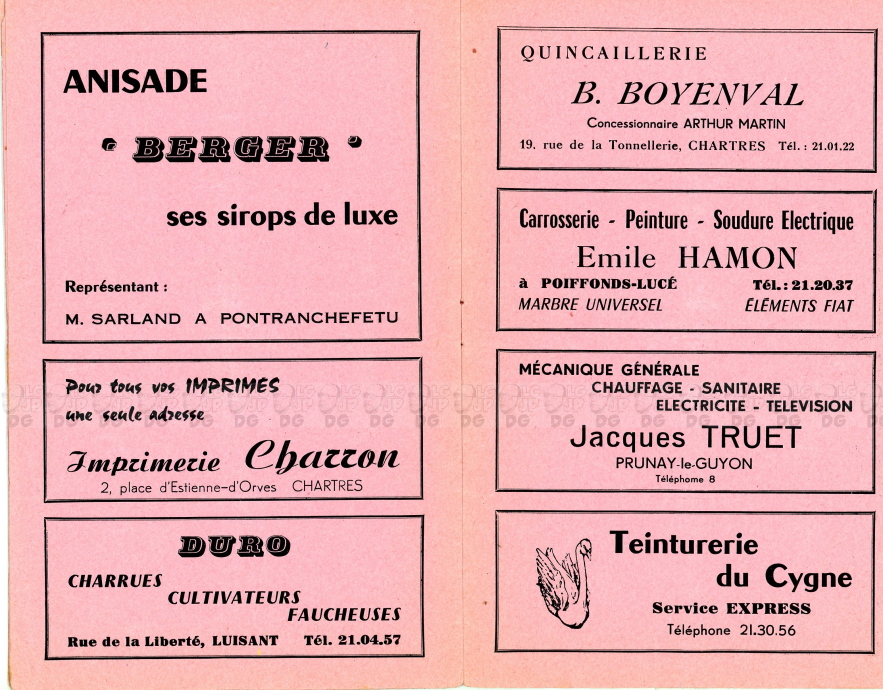 ANISADE
" BERGER "
ses sirops de luxe
Représentant :
M. SARLAND A PONTRANCHEFETU
Pour tous vos IMPRIMES
une seule adresse
Imprimerie Charron
2, place d'Estienne-d'Orves CHARTRES
DURO
CHARRUES
CULTIVATEURS
FAUCHEUSES
Rue de la Liberté, LUISANT Tél. 21.04.57
QUINCAILLERIE
B. BOYENVAL
Concessionnaire ARTHUR MARTIN
19, rue de la Tonnellerie, CHARTRES Tél. : 21.01.22
Carrosserie - Peinture - Soudure Electrique
Emile HAMON
à POIFFONDS-LUCÉ Tél. : 21.20.37
MARBRE UNIVERSEL ÉLÉMENTS FIAT
MÉCANIQUE GÉNÉRALE
CHAUFFAGE - SANITAIRE
ELECTRICITE - TELEVISION
Jacques TRUET
PRUNAY-le-GUYON
Téléphome 8
Teinturerie
du Cygne
Service EXPRESS
Téléphone 21.30.56